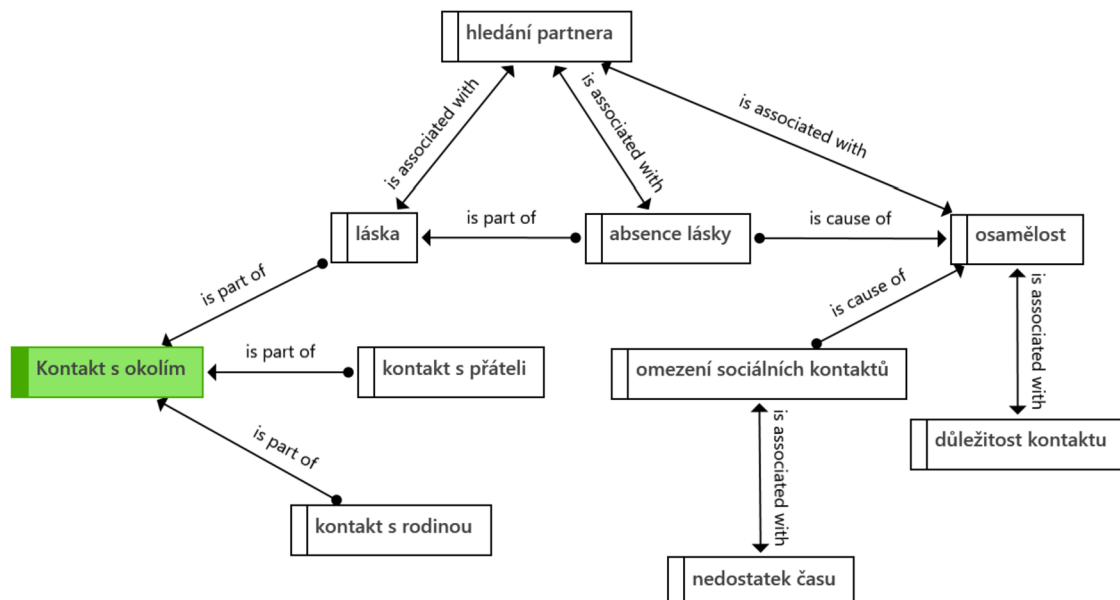 hledání partnera
is associated with
is associated with
is associated with
láska
is part of
absence lásky
is cause of
osamělost
is part of
is cause of
is associated with
Kontakt s okolím
is part of
kontakt s přáteli
omezení sociálních kontaktů
is part of
is associated with
důležitost kontaktu
kontakt s rodinou
nedostatek času